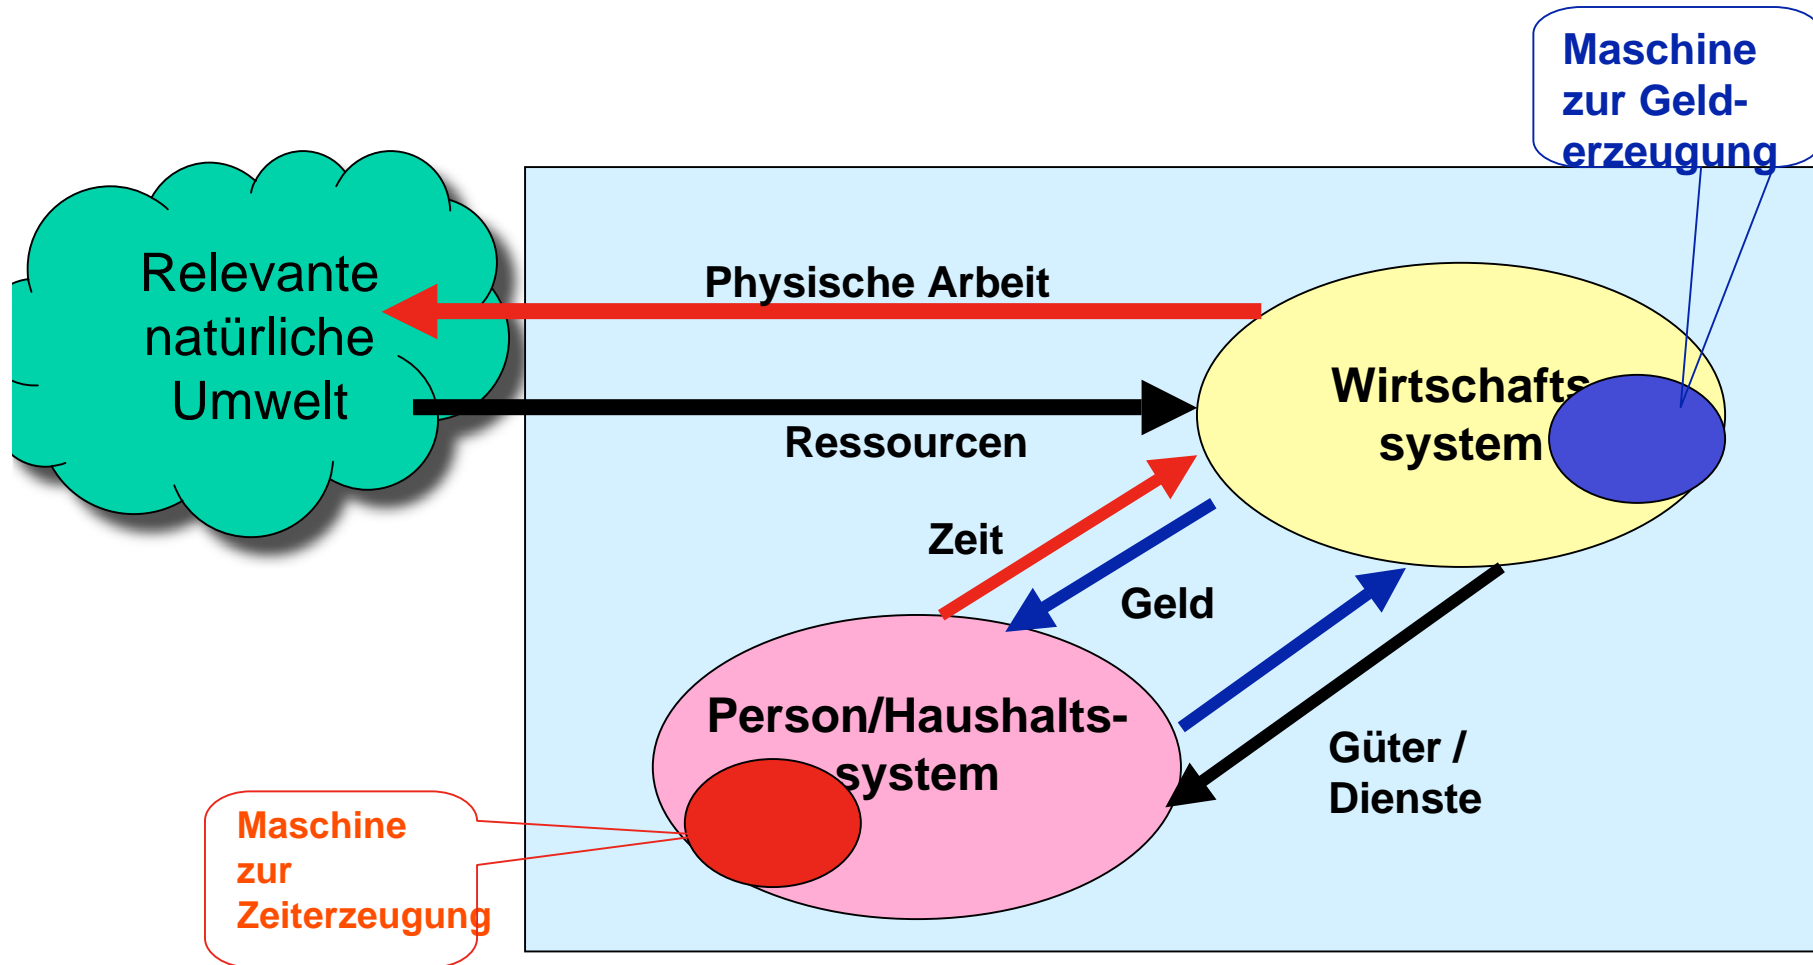 Maschine
zur Geld-
erzeugung
Relevante
natürliche
Umwelt
Physische Arbeit
Ressourcen
Wirtschafts
system
Zeit
Geld
Person/Haushalts-
system
Güter /
Dienste
Maschine
zur
Zeiterzeugung